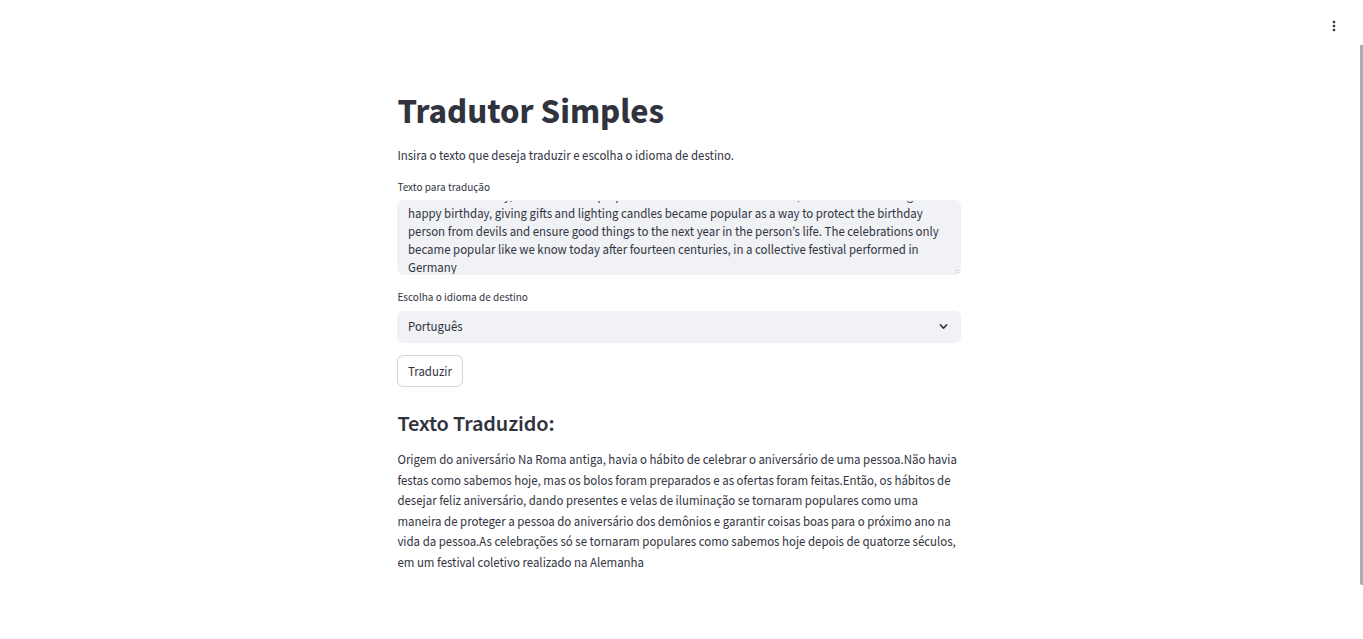 Tradutor Simples
Insira o texto que deseja traduzir e escolha o idioma de destino.
Texto para tradução
happy birthday, giving gifts and lighting candles became popular as a way to protect the birthday
person from devils and ensure good things to the next year in the person’s life. The celebrations only
became popular like we know today after fourteen centuries, in a collective festival performed in
Germany
Escolha o idioma de destino
Português
Traduzir
Texto Traduzido:
Origem do aniversário Na Roma antiga, havia o hábito de celebrar o aniversário de uma pessoa.Não havia
festas como sabemos hoje, mas os bolos foram preparados e as ofertas foram feitas.Então, os hábitos de
desejar feliz aniversário, dando presentes e velas de iluminação se tornaram populares como uma
maneira de proteger a pessoa do aniversário dos demônios e garantir coisas boas para o próximo ano na
vida da pessoa.As celebrações só se tornaram populares como sabemos hoje depois de quatorze séculos,
em um festival coletivo realizado na Alemanha